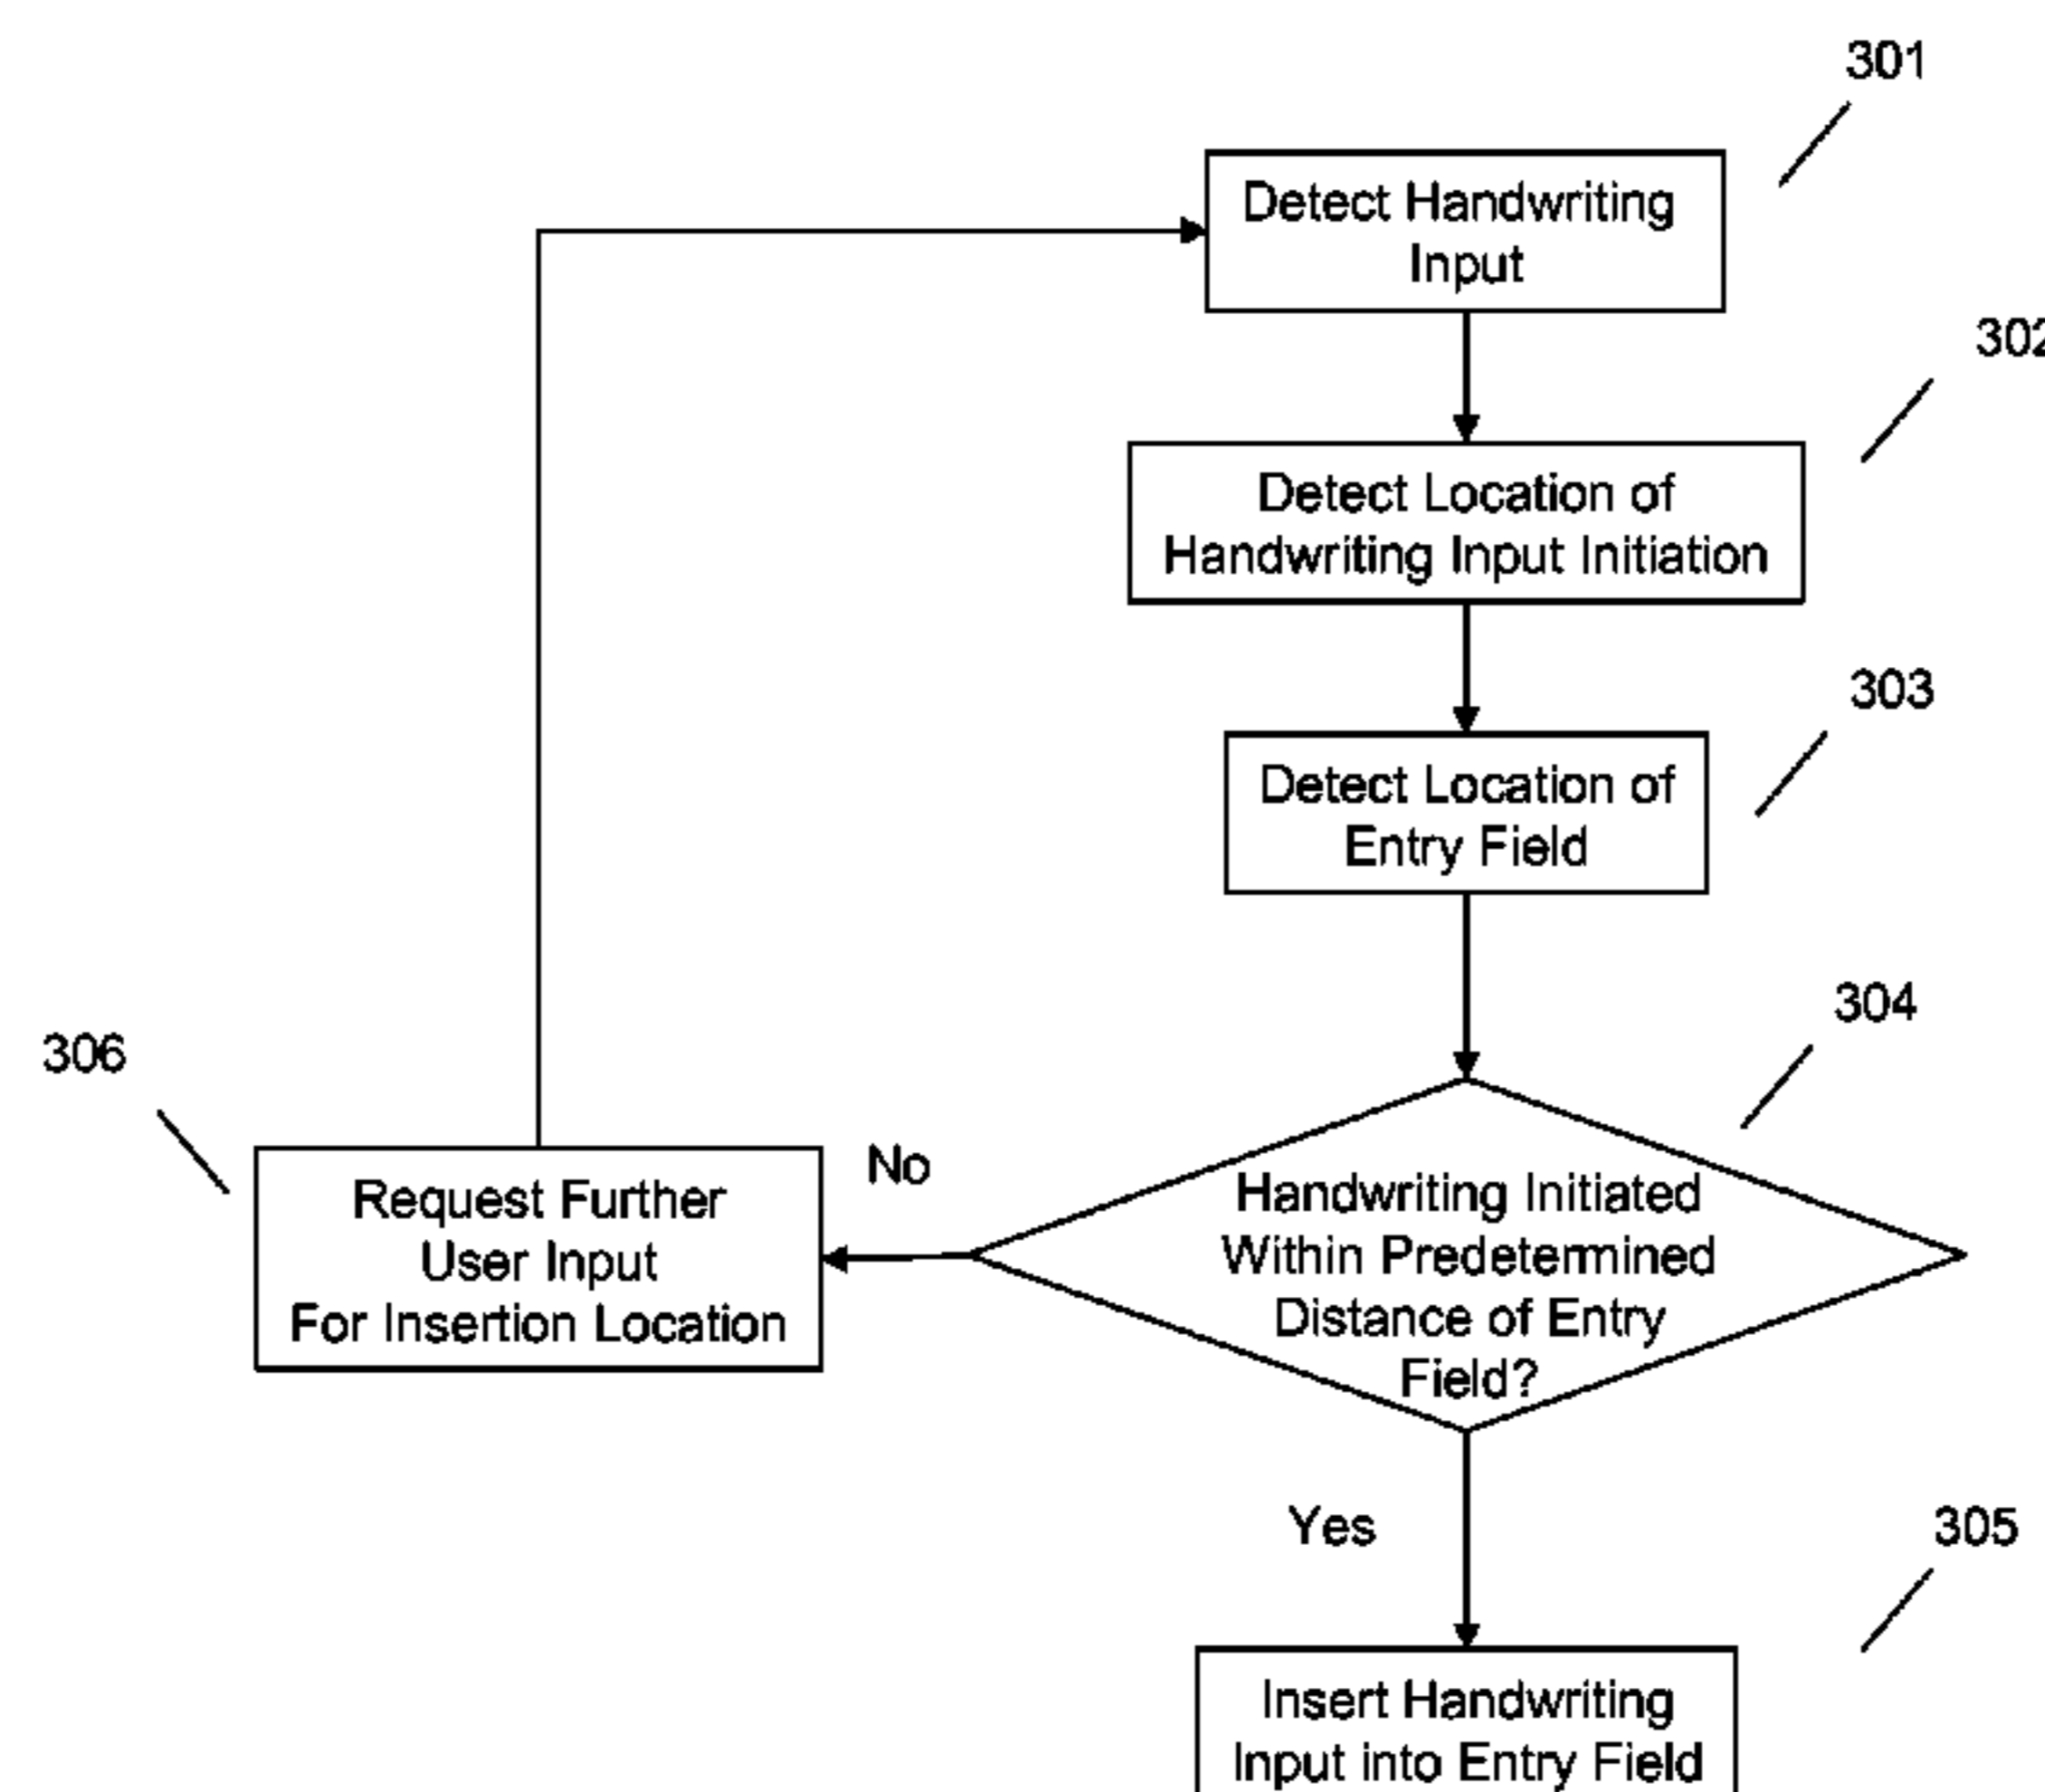 301
Detect Handwriting
Input
302
Detect Location of
Handwriting Input Initiation
303
Detect Location of
Entry Field
304
306
No
Request Further
User Input
For Insertion Location
Handwriting Initiated
Within Predetermined
Distance of Entry
Field?
Yes
305
Insert Handwriting
Input into Entry Field